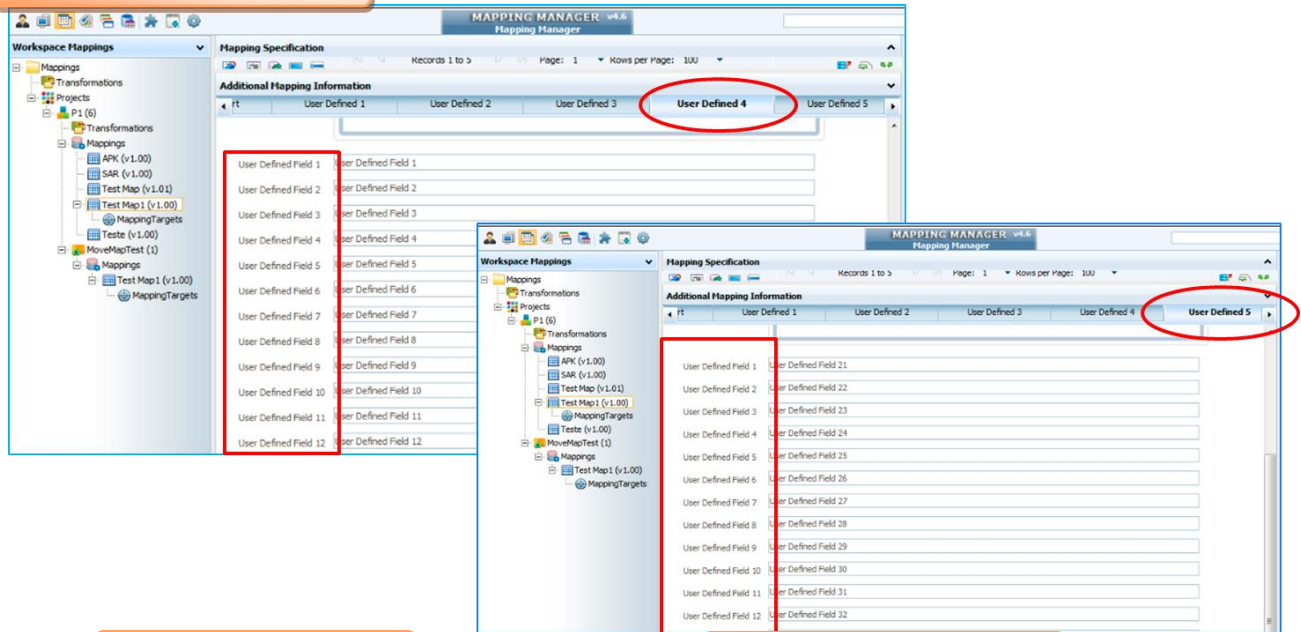 MAPPING MANAGER v4.6
Mapping Manager
Workspace Mappings
Mappings
Transformations
Projects
P1 (6)
Transformations
Mappings
APK (v1.00)
SAR (v1.00)
Test Map (v1.01)
Test Map1 (v1.00)
MappingTargets
Teste (v1.00)
MoveMapTest (1)
Mappings
Test Map1 (v1.00)
MappingTargets
Mapping Specification
Records 1 to 5 Page: 1 Rows per Page: 100
Additional Mapping Information
rt User Defined 1 User Defined 2 User Defined 3 User Defined 4 User Defined 5
User Defined Field 1 User Defined Field 1
User Defined Field 2 User Defined Field 2
User Defined Field 3 User Defined Field 3
User Defined Field 4 User Defined Field 4
User Defined Field 5 User Defined Field 5
User Defined Field 6 User Defined Field 6
User Defined Field 7 User Defined Field 7
User Defined Field 8 User Defined Field 8
User Defined Field 9 User Defined Field 9
User Defined Field 10 User Defined Field 10
User Defined Field 11 User Defined Field 11
User Defined Field 12 User Defined Field 12
MAPPING MANAGER v4.6
Mapping Manager
Workspace Mappings
Mappings
Transformations
Projects
P1 (6)
Transformations
Mappings
APK (v1.00)
SAR (v1.00)
Test Map (v1.01)
Test Map1 (v1.00)
MappingTargets
Teste (v1.00)
MoveMapTest (1)
Mappings
Test Map1 (v1.00)
MappingTargets
Mapping Specification
Records 1 to 5 Page: 1 Rows per Page: 100
Additional Mapping Information
rt User Defined 1 User Defined 2 User Defined 3 User Defined 4 User Defined 5
User Defined Field 1 User Defined Field 21
User Defined Field 2 User Defined Field 22
User Defined Field 3 User Defined Field 23
User Defined Field 4 User Defined Field 24
User Defined Field 5 User Defined Field 25
User Defined Field 6 User Defined Field 26
User Defined Field 7 User Defined Field 27
User Defined Field 8 User Defined Field 28
User Defined Field 9 User Defined Field 29
User Defined Field 10 User Defined Field 30
User Defined Field 11 User Defined Field 31
User Defined Field 12 User Defined Field 32